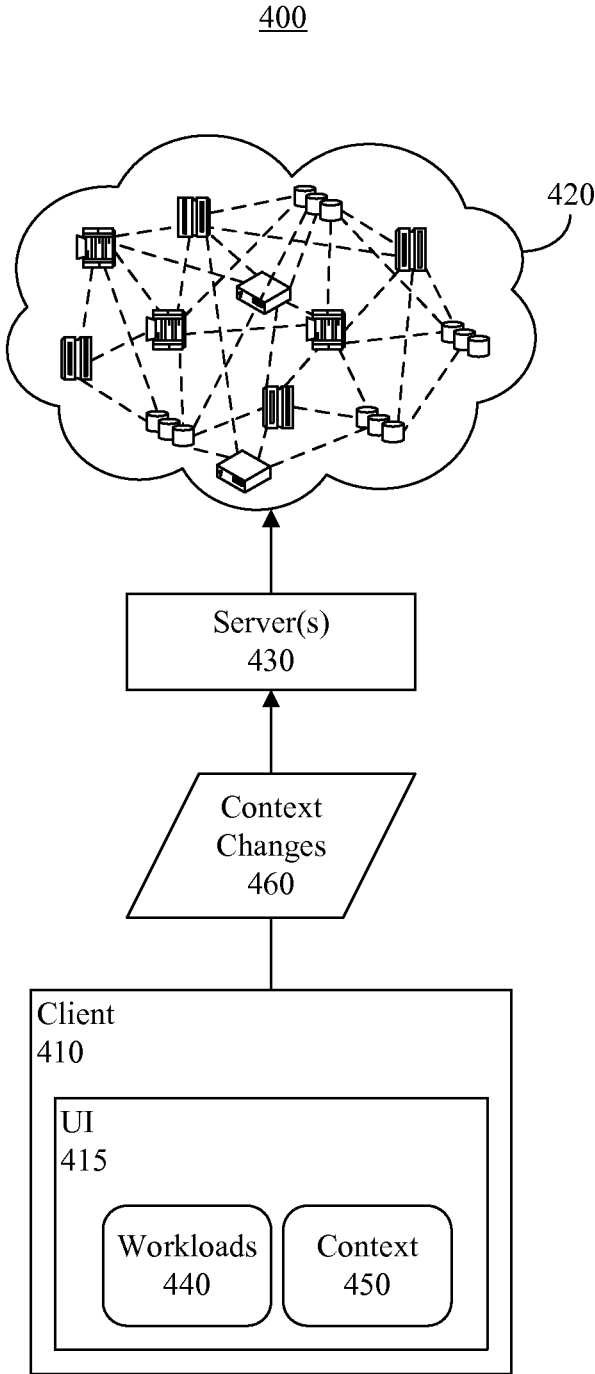 400
420
Server(s)
430
Context
Changes
460
Client
410
UI
415
Workloads
440
Context
450